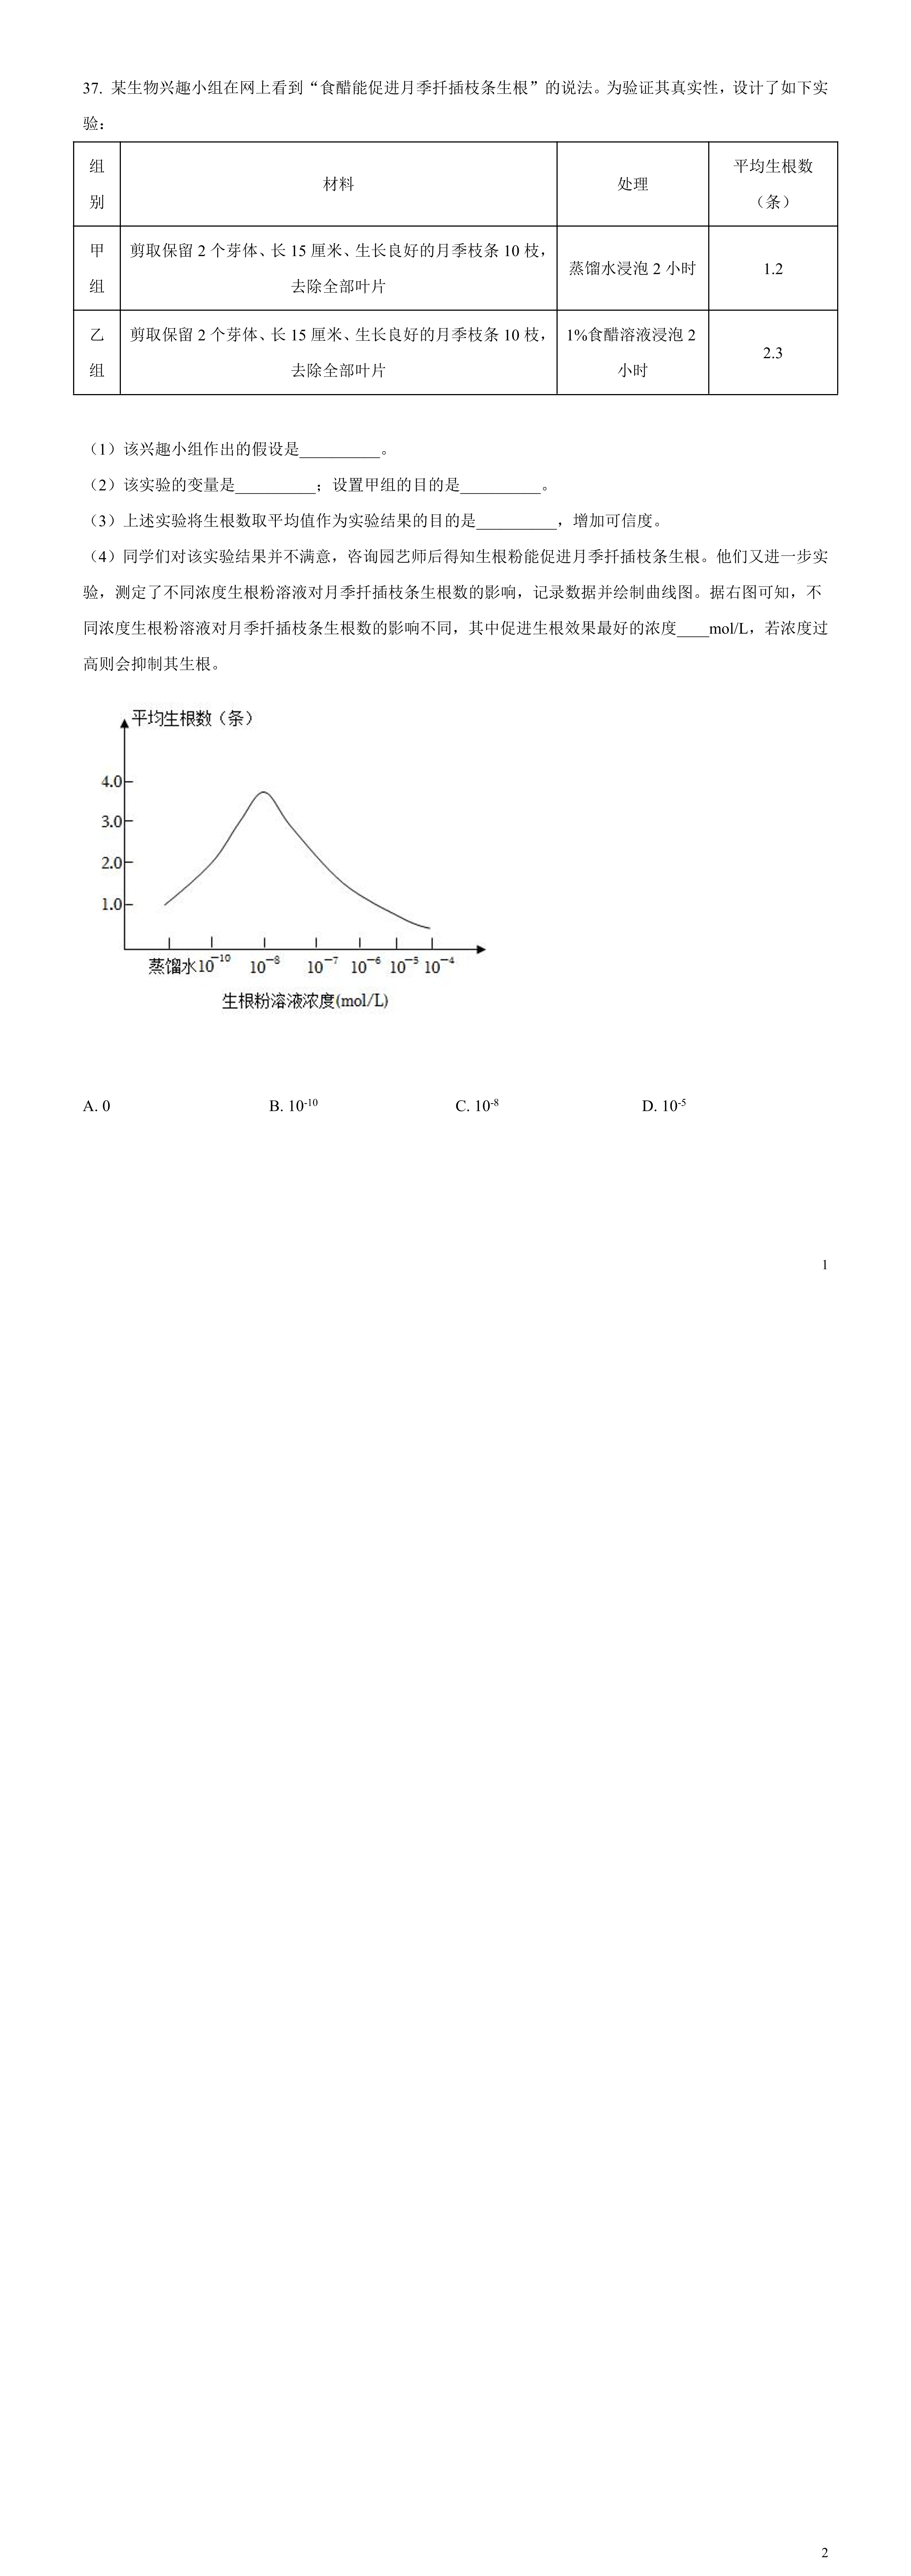 37. 某生物兴趣小组在网上看到“食醋能促进月季扦插枝条生根”的说法。为验证其真实性，设计了如下实
验：
组别 材料 处理 平均生根数（条）
甲组 剪取保留 2 个芽体、长 15 厘米、生长良好的月季枝条 10 枝，去除全部叶片 蒸馏水浸泡 2 小时 1.2
乙组 剪取保留 2 个芽体、长 15 厘米、生长良好的月季枝条 10 枝，去除全部叶片 1%食醋溶液浸泡 2 小时 2.3
（1）该兴趣小组作出的假设是__________。
（2）该实验的变量是__________；设置甲组的目的是__________。
（3）上述实验将生根数取平均值作为实验结果的目的是__________，增加可信度。
（4）同学们对该实验结果并不满意，咨询园艺师后得知生根粉能促进月季扦插枝条生根。他们又进一步实
验，测定了不同浓度生根粉溶液对月季扦插枝条生根数的影响，记录数据并绘制曲线图。据右图可知，不
同浓度生根粉溶液对月季扦插枝条生根数的影响不同，其中促进生根效果最好的浓度____mol/L，若浓度过
高则会抑制其生根。
平均生根数（条）
4.0
3.0
2.0
1.0
蒸馏水 10⁻¹⁰ 10⁻⁸ 10⁻⁷ 10⁻⁶ 10⁻⁵ 10⁻⁴
生根粉溶液浓度(mol/L)
A. 0 B. 10⁻¹⁰ C. 10⁻⁸ D. 10⁻⁵
1
2